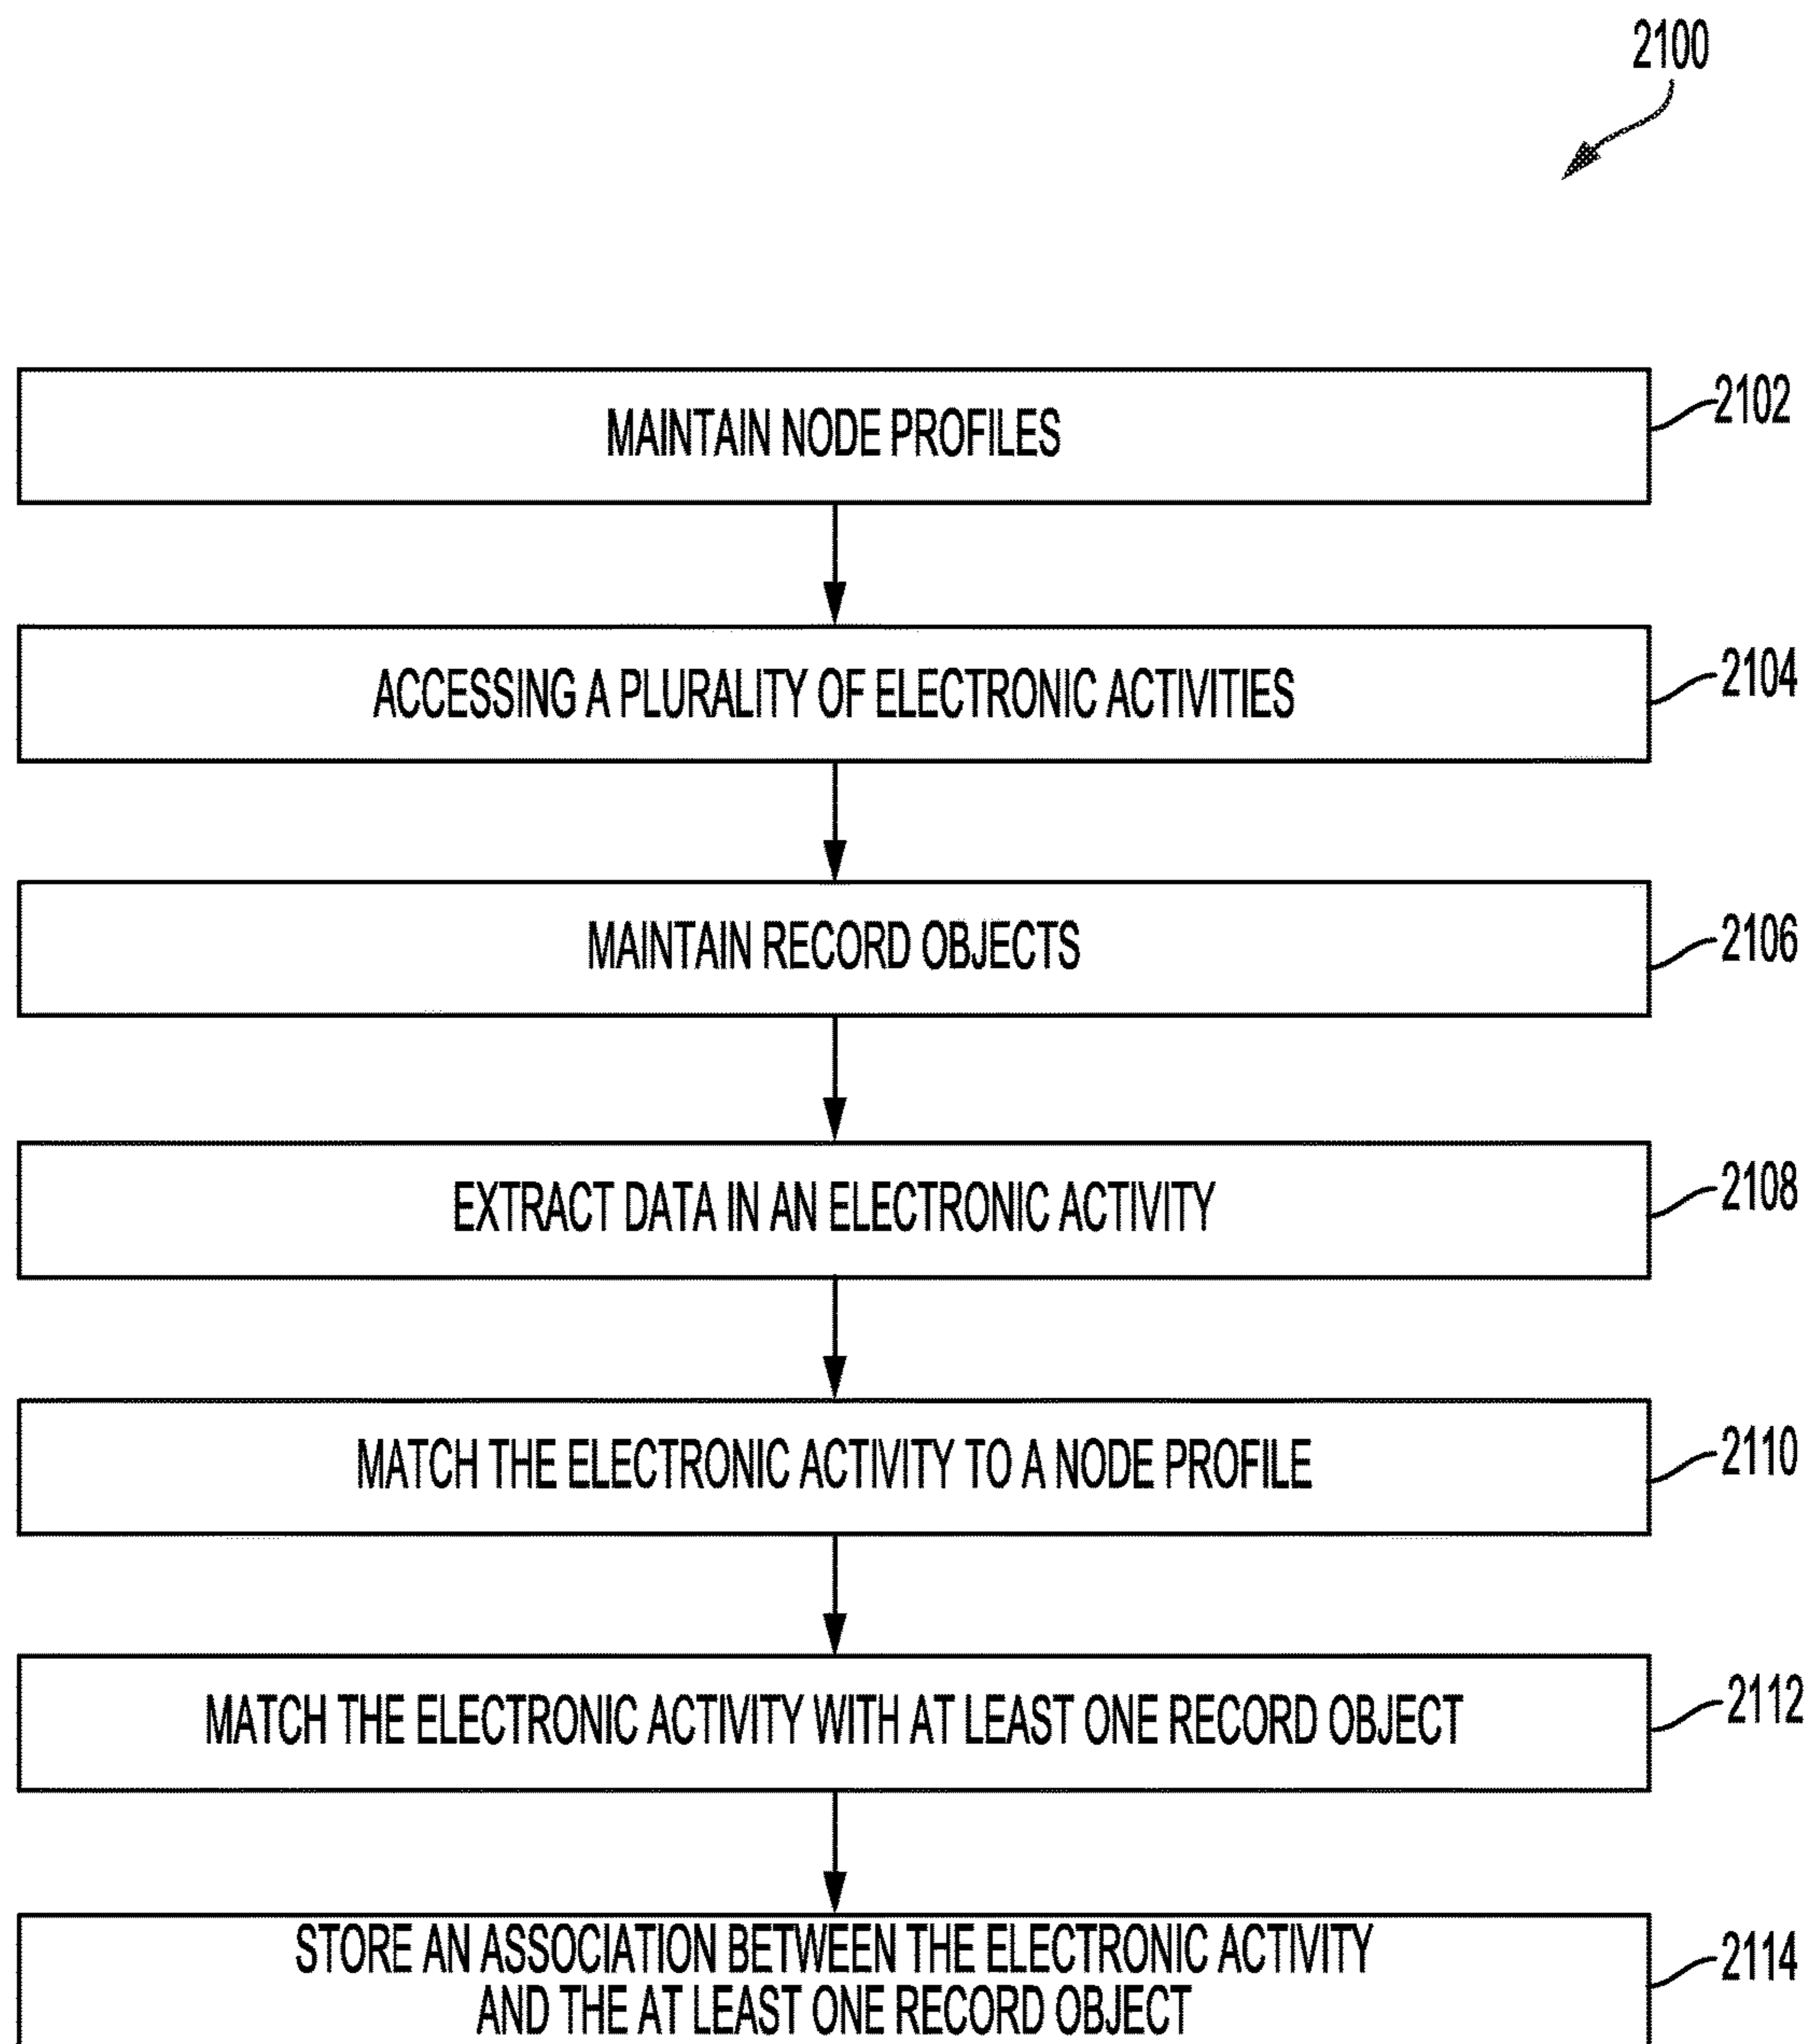 2100
MAINTAIN NODE PROFILES
2102
ACCESSING A PLURALITY OF ELECTRONIC ACTIVITIES
2104
MAINTAIN RECORD OBJECTS
2106
EXTRACT DATA IN AN ELECTRONIC ACTIVITY
2108
MATCH THE ELECTRONIC ACTIVITY TO A NODE PROFILE
2110
MATCH THE ELECTRONIC ACTIVITY WITH AT LEAST ONE RECORD OBJECT
2112
STORE AN ASSOCIATION BETWEEN THE ELECTRONIC ACTIVITY
AND THE AT LEAST ONE RECORD OBJECT
2114